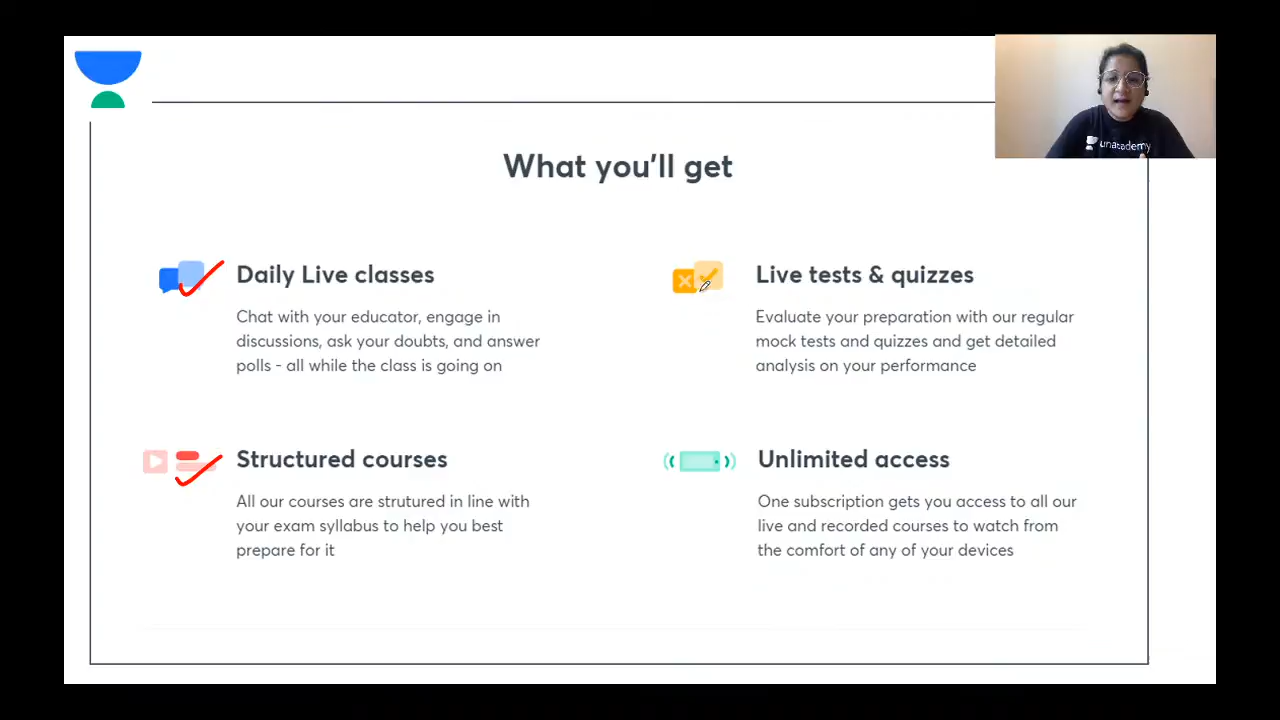 unacademy
What you'll get
Daily Live classes
Chat with your educator, engage in
discussions, ask your doubts, and answer
polls - all while the class is going on
Live tests & quizzes
Evaluate your preparation with our regular
mock tests and quizzes and get detailed
analysis on your performance
Structured courses
All our courses are strutured in line with
your exam syllabus to help you best
prepare for it
Unlimited access
One subscription gets you access to all our
live and recorded courses to watch from
the comfort of any of your devices